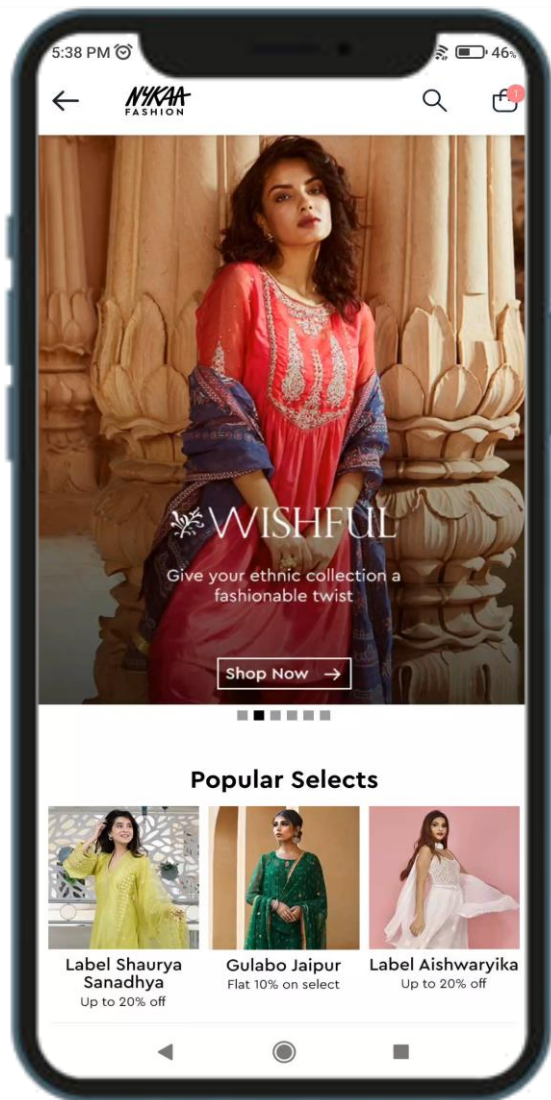 5:38 PM
46%
NYKAA
FASHION
1
WISHFUL
Give your ethnic collection a
fashionable twist
Shop Now →
Popular Selects
Label Shaurya
Sanadhya
Up to 20% off
Gulabo Jaipur
Flat 10% on select
Label Aishwaryika
Up to 20% off